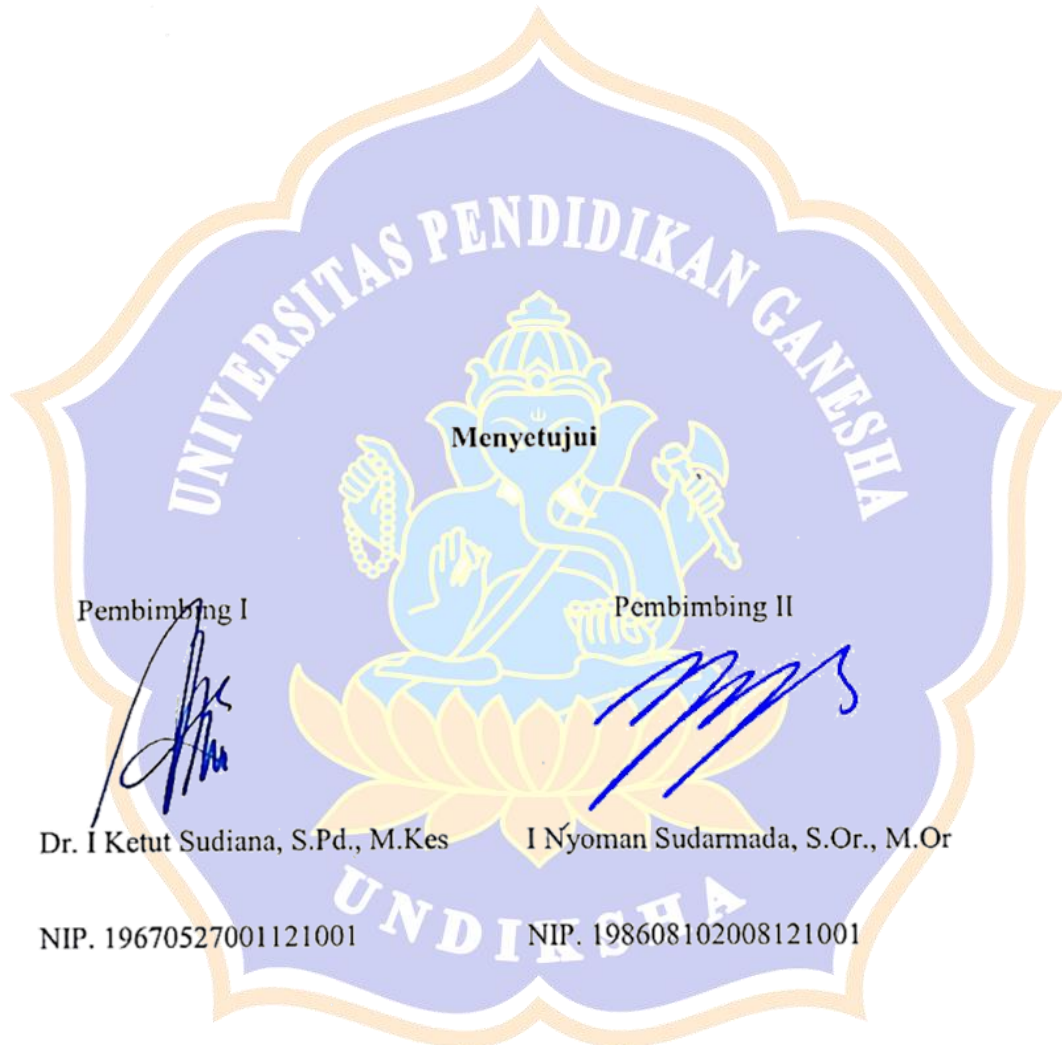 UNIVERSITAS PENDIDIKAN GANESHA
Menyetujui
Pembimbing I
Pembimbing II
Dr. I Ketut Sudiana, S.Pd., M.Kes
I Nyoman Sudarmada, S.Or., M.Or
NIP. 19670527001121001
NIP. 198608102008121001
UNDIKSHA